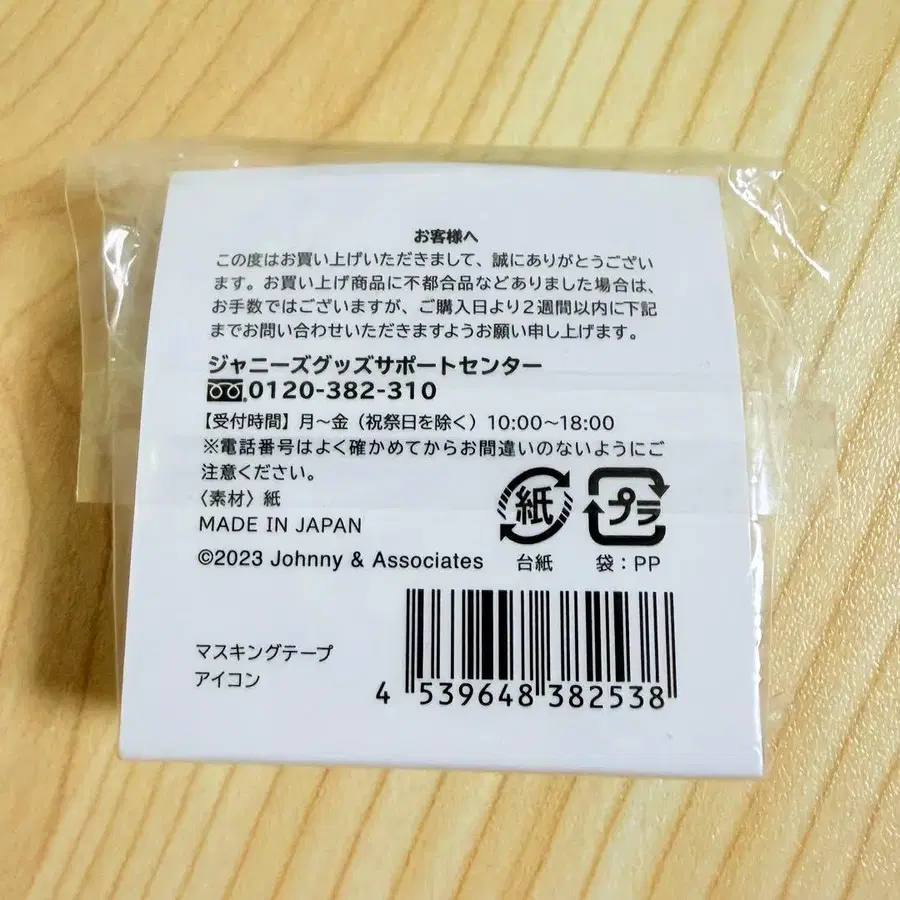 お客様へ
この度はお買い上げいただきまして、誠にありがとうござい
ます。お買い上げ商品に不都合品などありました場合は、
お手数ではございますが、ご購入日より2週間以内に下記
までお問い合わせいただきますようお願い申し上げます。
ジャニーズグッズサポートセンター
0120-382-310
【受付時間】月〜金（祝祭日を除く）10:00〜18:00
※電話番号はよく確かめてからお間違いのないようにご
注意ください。
〈素材〉紙
MADE IN JAPAN
©2023 Johnny & Associates
紙
台紙
プラ
袋：PP
マスキングテープ
アイコン
4 539648 382538